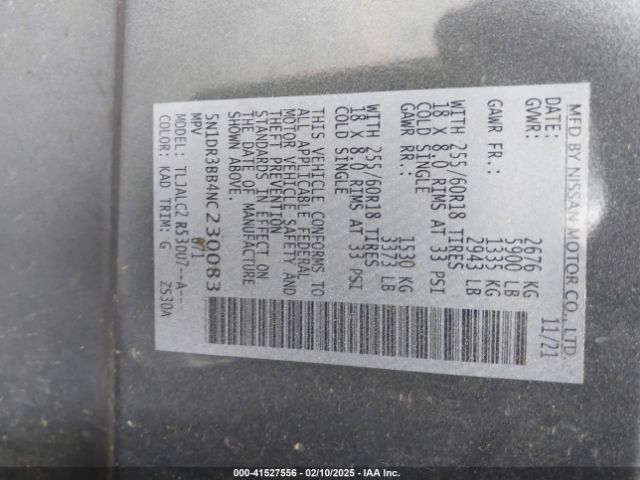 MFD BY NISSAN MOTOR CO., LTD.
DATE: 11/21
GVWR: 2676 KG
5900 LB
GAWR FR.: 1335 KG
2943 LB
WITH 255/60R18 TIRES
18 X 8.0 RIMS AT 33 PSI
COLD SINGLE
GAWR RR.: 1530 KG
3373 LB
WITH 255/60R18 TIRES
18 X 8.0 RIMS AT 33 PSI
COLD SINGLE
THIS VEHICLE CONFORMS TO
ALL APPLICABLE FEDERAL
MOTOR VEHICLE SAFETY AND
THEFT PREVENTION
STANDARDS IN EFFECT ON
THE DATE OF MANUFACTURE
SHOWN ABOVE.
5N1DR3BB4NC230083
MPV 671
MODEL: TLJALC2 R53DU7--A--
COLOR: KAD TRIM: G ZS30A
000-41527556 — 02/10/2025 — IAA Inc.